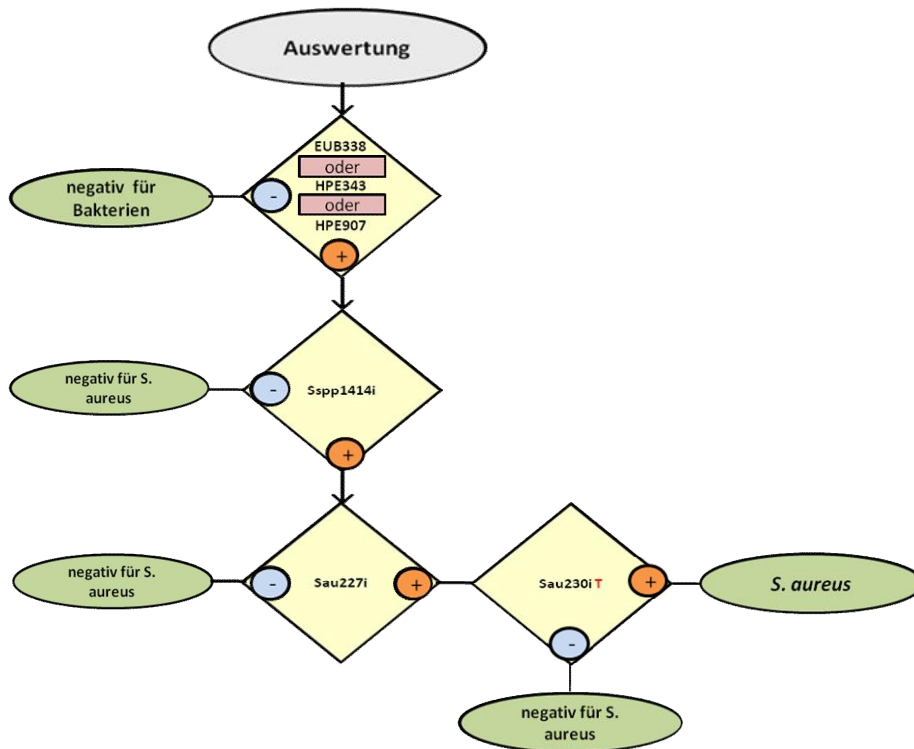 Auswertung
EUB338
oder
HPE343
oder
HPE907
-
+
negativ für
Bakterien
Sspp1414i
-
+
negativ für S.
aureus
Sau227i
-
+
negativ für S.
aureus
Sau230iT
+
-
S. aureus
negativ für S.
aureus